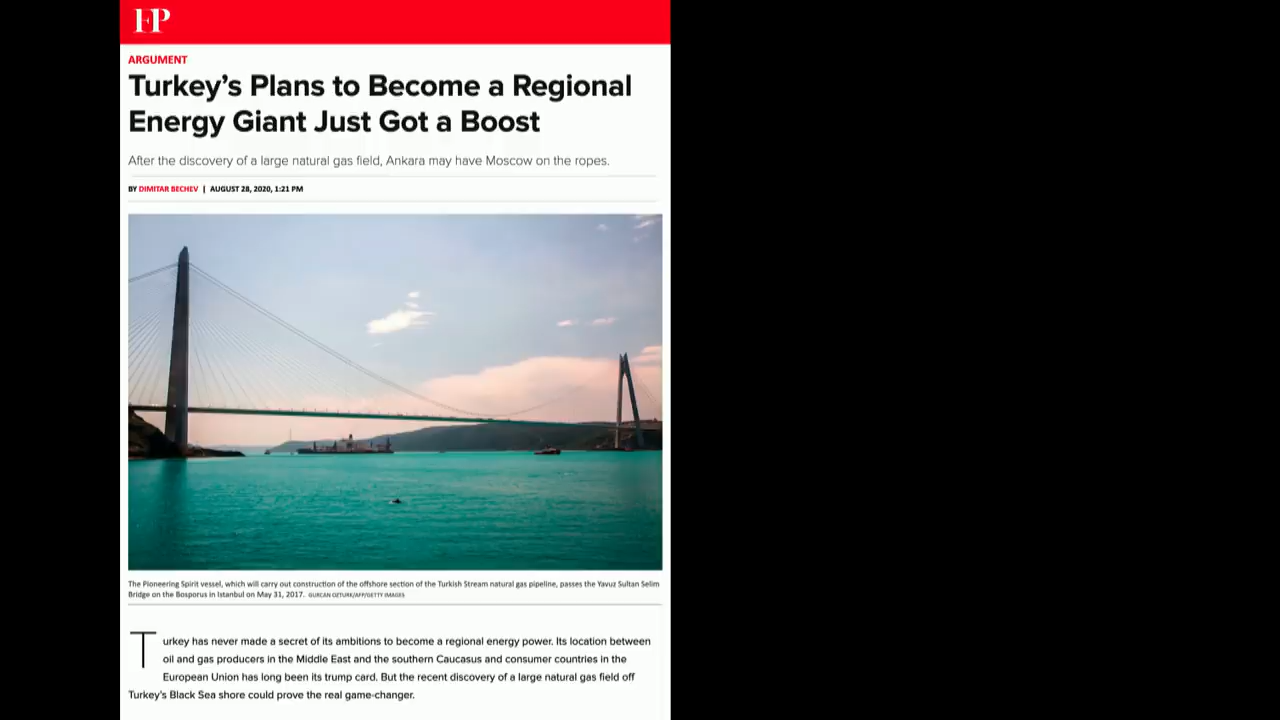 FP
ARGUMENT
Turkey’s Plans to Become a Regional
Energy Giant Just Got a Boost
After the discovery of a large natural gas field, Ankara may have Moscow on the ropes.
BY DIMITAR BECHEV | AUGUST 28, 2020, 1:21 PM
The Pioneering Spirit vessel, which will carry out construction of the offshore section of the Turkish Stream natural gas pipeline, passes the Yavuz Sultan Selim
Bridge on the Bosporus in Istanbul on May 31, 2017. GURCAN OZTURK/AFP/GETTY IMAGES
Turkey has never made a secret of its ambitions to become a regional energy power. Its location between
oil and gas producers in the Middle East and the southern Caucasus and consumer countries in the
European Union has long been its trump card. But the recent discovery of a large natural gas field off
Turkey’s Black Sea shore could prove the real game-changer.